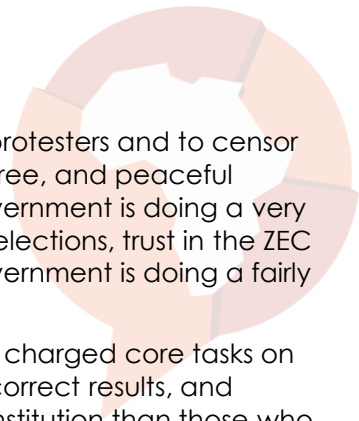 protesters and to censor
ree, and peaceful
vernment is doing a very
elections, trust in the ZEC
vernment is doing a fairly
charged core tasks on
correct results, and
nstitution than those who